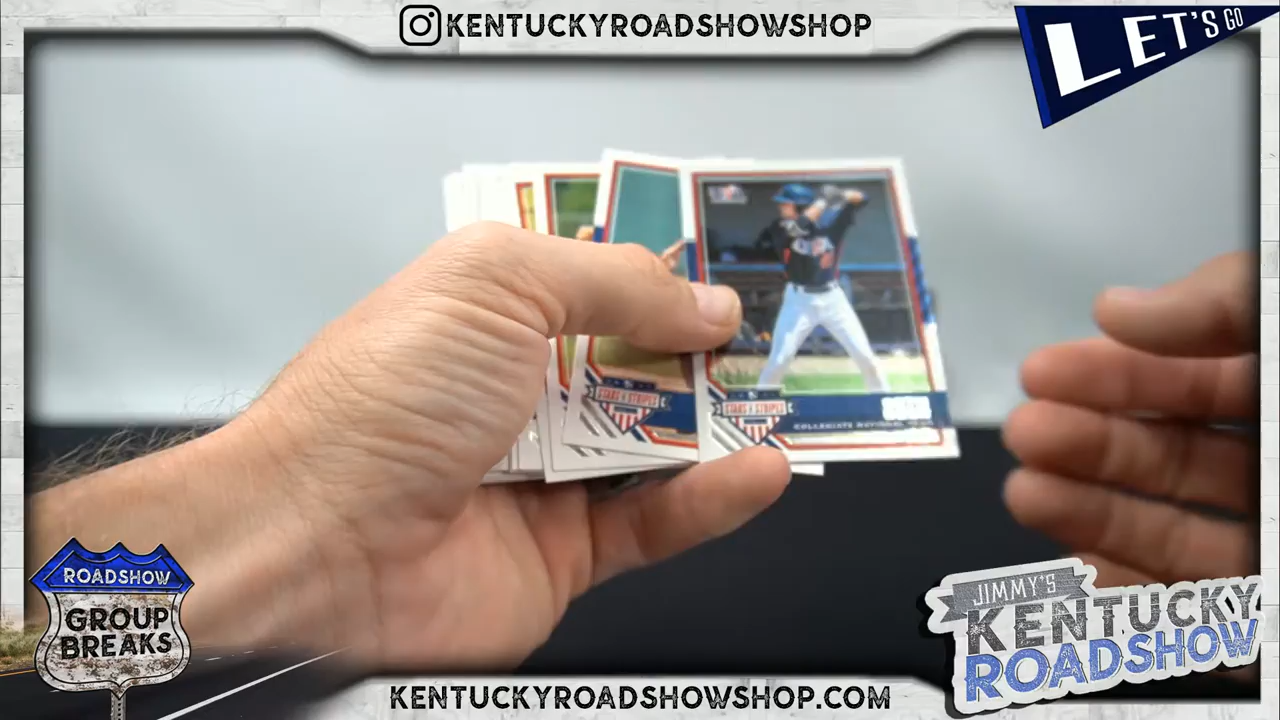 KENTUCKYROADSHOWSHOP
LET'S GO
STARS & STRIPES
STARS & STRIPES
COLLEGIATE NATIONAL TEAM
ROADSHOW
GROUP
BREAKS
JIMMY'S
KENTUCKY
ROADSHOW
KENTUCKYROADSHOWSHOP.COM